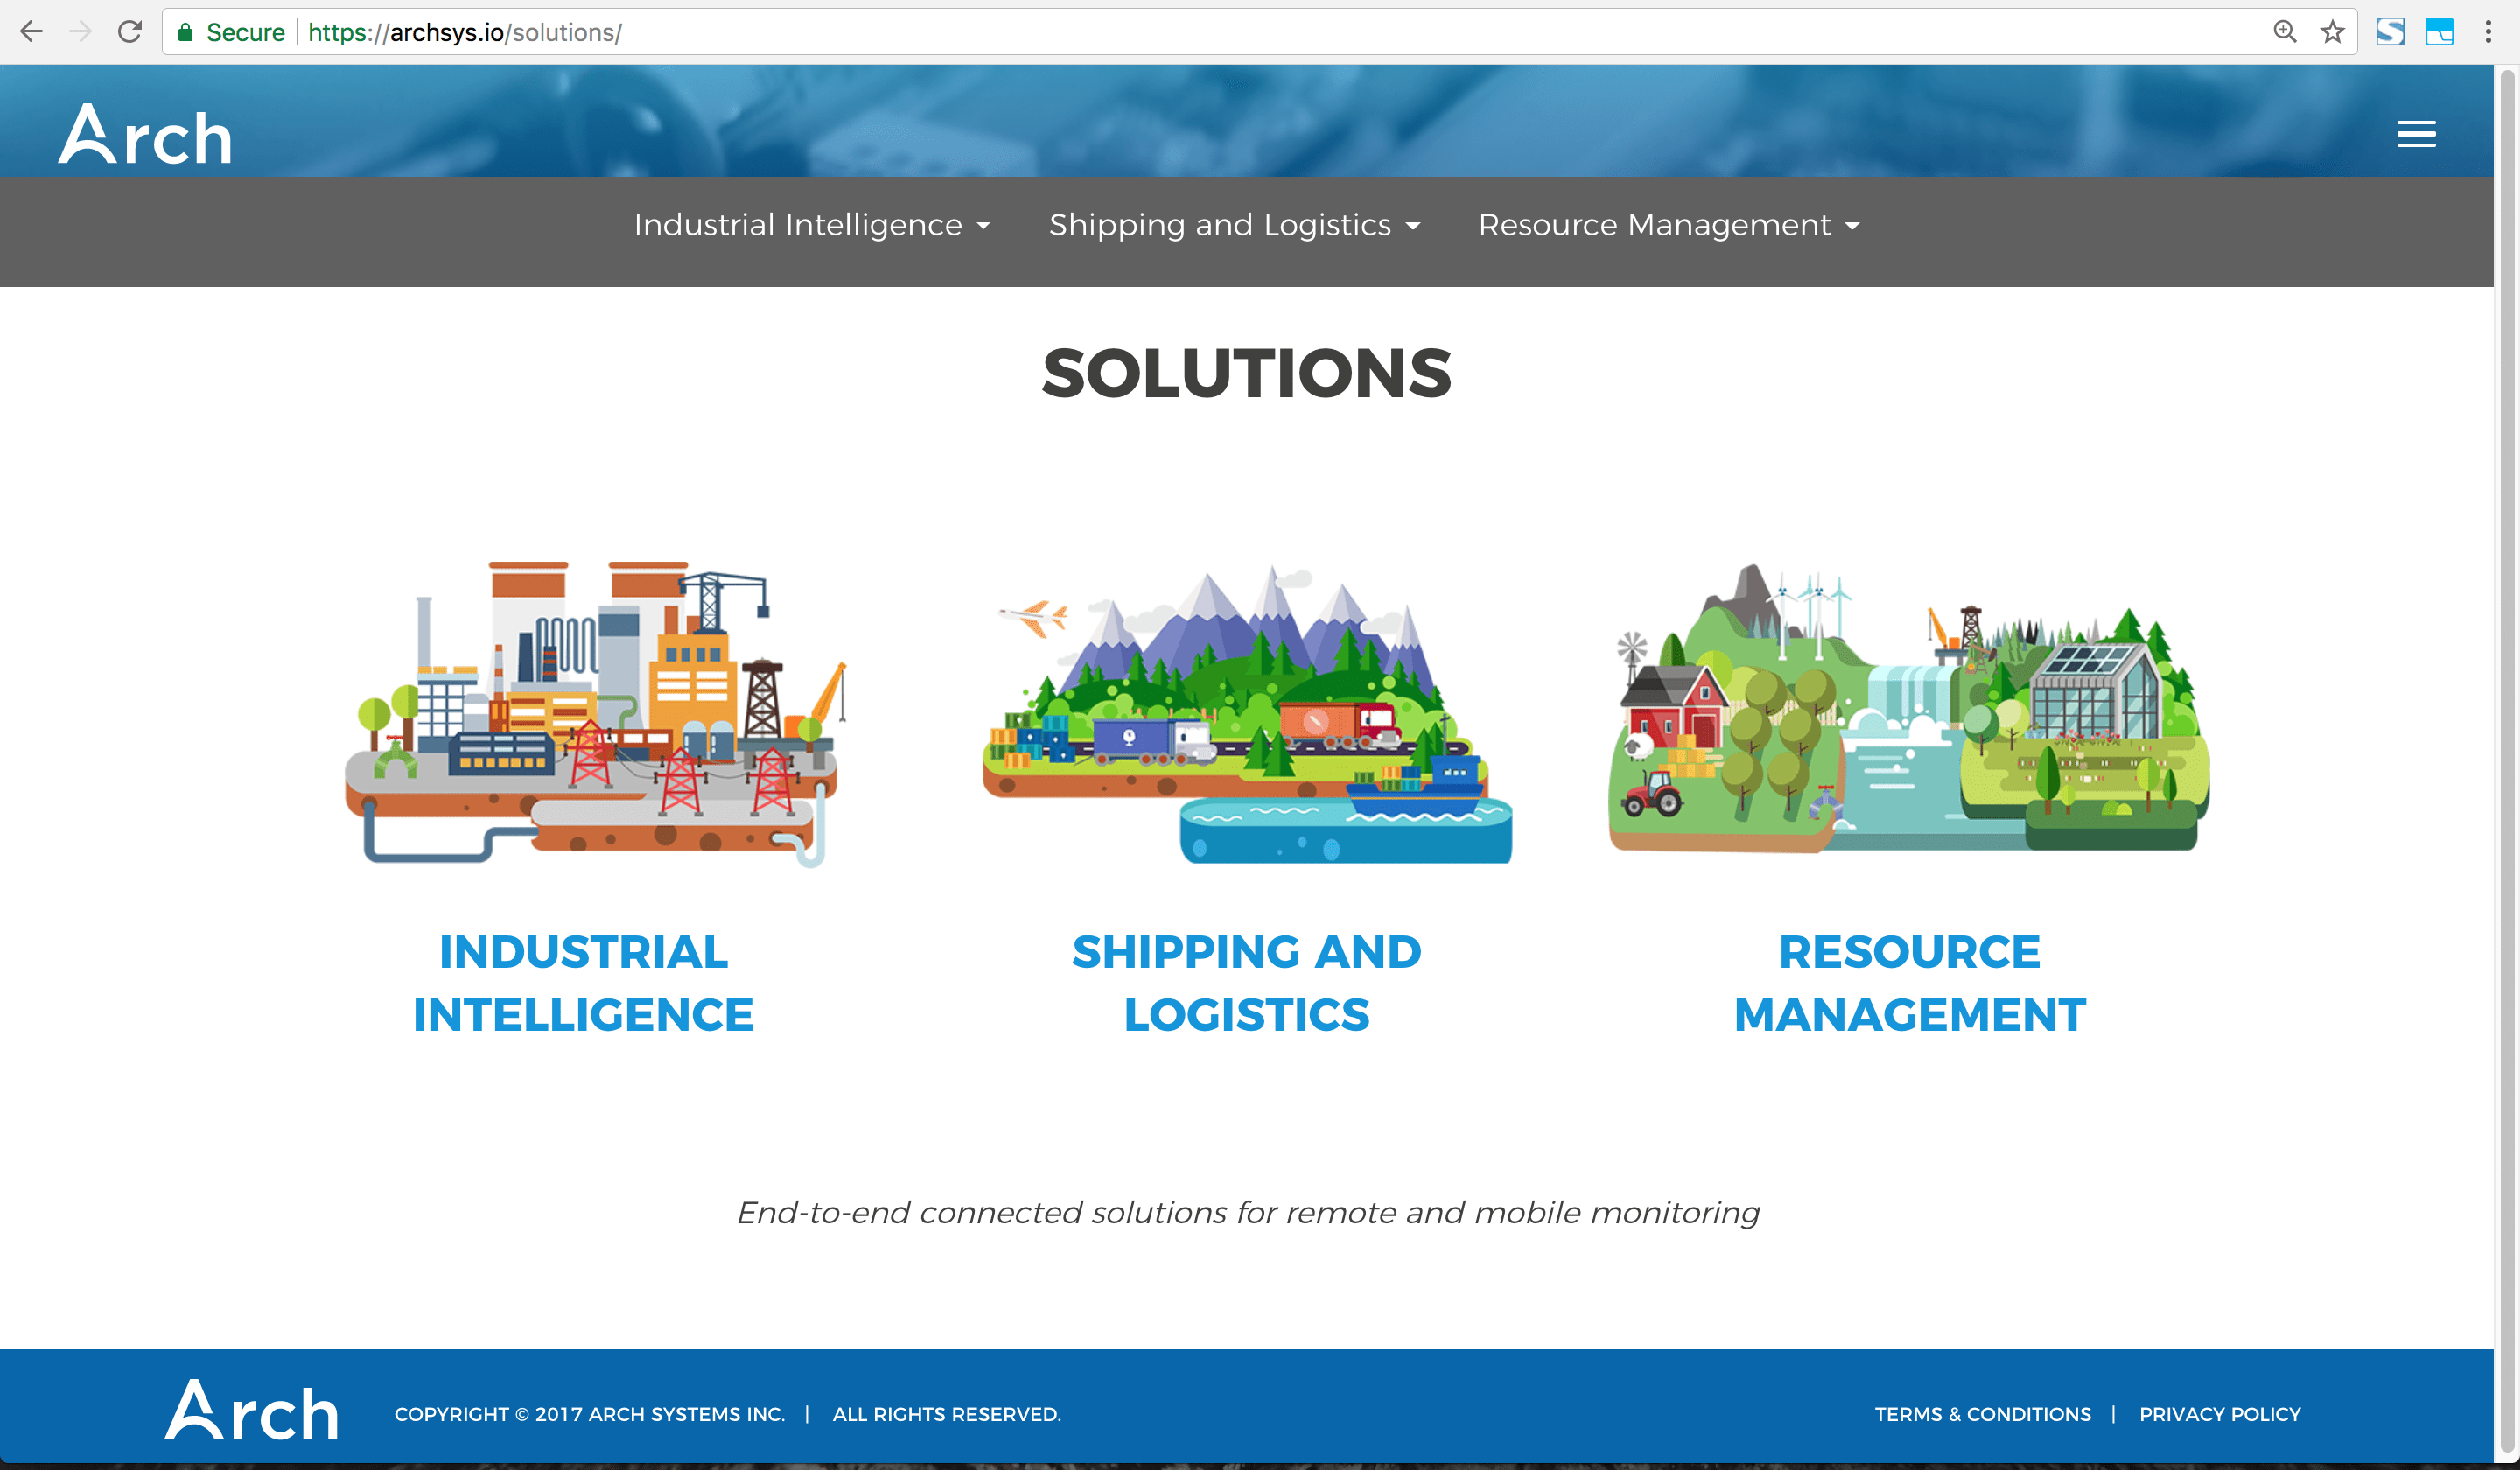 Secure https://archsys.io/solutions/
Arch
Industrial Intelligence Shipping and Logistics Resource Management
SOLUTIONS
INDUSTRIAL
INTELLIGENCE
SHIPPING AND
LOGISTICS
RESOURCE
MANAGEMENT
End-to-end connected solutions for remote and mobile monitoring
Arch COPYRIGHT © 2017 ARCH SYSTEMS INC. | ALL RIGHTS RESERVED. TERMS & CONDITIONS | PRIVACY POLICY